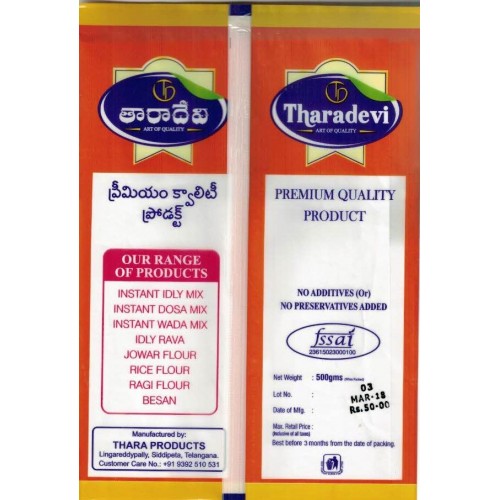 తారాదేవి
ART OF QUALITY
ప్రీమియం క్వాలిటీ
ప్రోడక్ట్
OUR RANGE
OF PRODUCTS
INSTANT IDLY MIX
INSTANT DOSA MIX
INSTANT WADA MIX
IDLY RAVA
JOWAR FLOUR
RICE FLOUR
RAGI FLOUR
BESAN
Manufactured by:
THARA PRODUCTS
Lingareddypally, Siddipeta, Telangana.
Customer Care No.: +91 9392 510 531
Tharadevi
ART OF QUALITY
PREMIUM QUALITY
PRODUCT
NO ADDITIVES (Or)
NO PRESERVATIVES ADDED
fssai
23615023000100
Net Weight : 500gms
Lot No. : 03
Date of Mfg. : MAR-18
Max. Retail Price : Rs.50-00
(Inclusive of all taxes)
Best before 3 months from the date of packing.